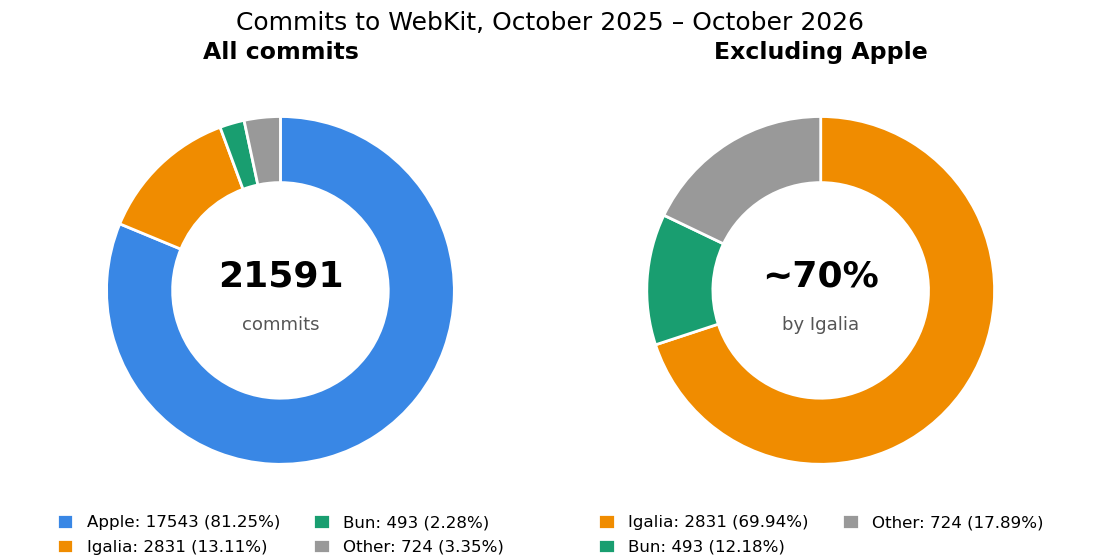 Commits to WebKit, October 2025 – October 2026
All commits
21591
commits
Apple: 17543 (81.25%)
Igalia: 2831 (13.11%)
Bun: 493 (2.28%)
Other: 724 (3.35%)
Excluding Apple
~70%
by Igalia
Igalia: 2831 (69.94%)
Bun: 493 (12.18%)
Other: 724 (17.89%)